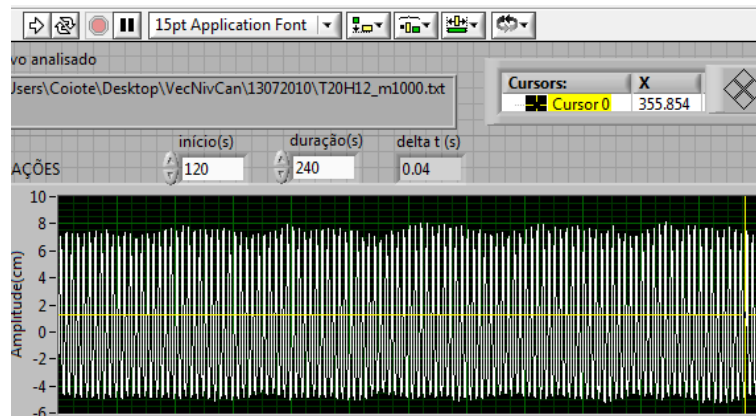 15pt Application Font
vo analisado
Jsers\Coiote\Desktop\VecNivCan\13072010\T20H12_m1000.txt
Cursors: X
Cursor 0 355.854
início(s) duração(s) delta t (s)
AÇÕES 120 240 0.04
Amplitude(cm)
10
8
6
4
2
0
-2
-4
-6